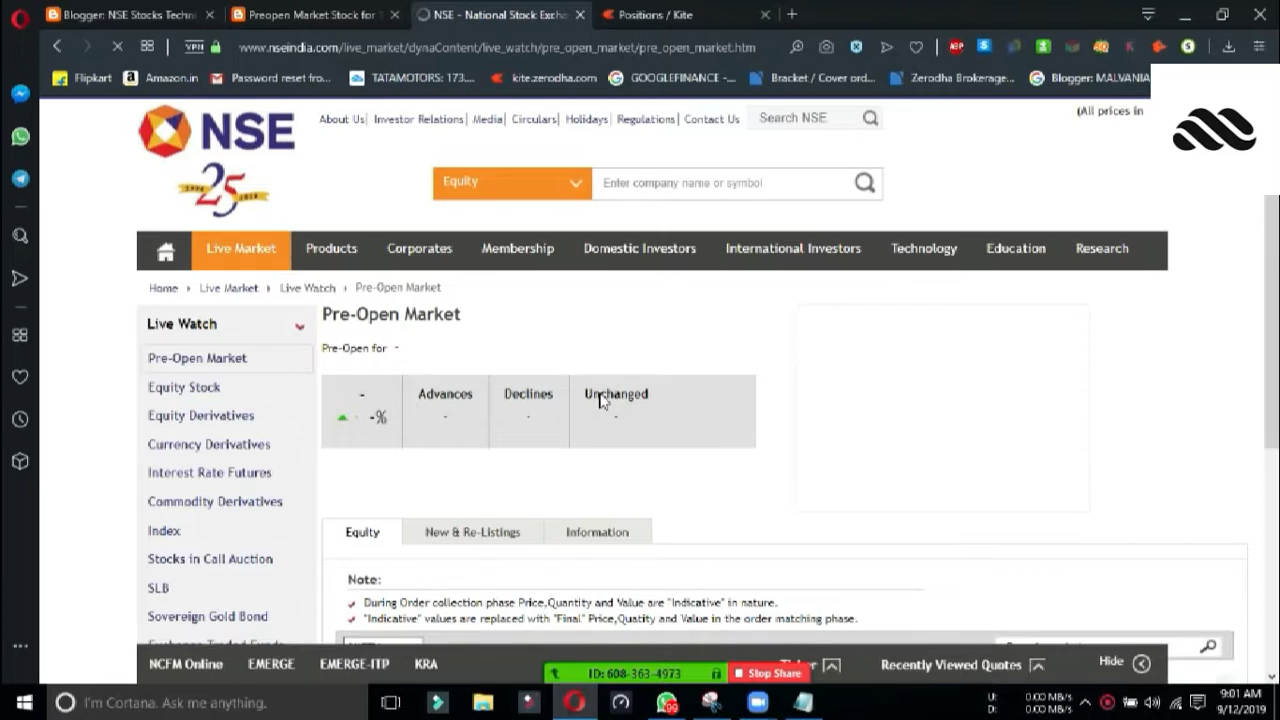 Blogger: NSE Stocks Techni
Preopen Market Stock for T
NSE - National Stock Excha
Positions / Kite
VPN
www.nseindia.com/live_market/dynaContent/live_watch/pre_open_market/pre_open_market.htm
ABP
Flipkart
Amazon.in
Password reset fro...
TATAMOTORS: 173....
kite.zerodha.com
GOOGLEFINANCE -...
Bracket / Cover ord...
Zerodha Brokerage...
Blogger: MALVANIA
NSE
25
About Us| Investor Relations| Media| Circulars| Holidays| Regulations| Contact Us
Search NSE
(All prices in
Equity
Enter company name or symbol
Live Market
Products
Corporates
Membership
Domestic Investors
International Investors
Technology
Education
Research
Home
Live Market
Live Watch
Pre-Open Market
Live Watch
Pre-Open Market
Equity Stock
Equity Derivatives
Currency Derivatives
Interest Rate Futures
Commodity Derivatives
Index
Stocks in Call Auction
SLB
Sovereign Gold Bond
Pre-Open Market
Pre-Open for -
-
Advances
Declines
Unchanged
- -%
-
-
-
Equity
New & Re-Listings
Information
Note:
During Order collection phase Price,Quantity and Value are "Indicative" in nature.
"Indicative" values are replaced with "Final" Price,Quatity and Value in the order matching phase.
NCFM Online
EMERGE
EMERGE-ITP
KRA
Recently Viewed Quotes
Hide
ID: 608-363-4973
Stop Share
I'm Cortana. Ask me anything.
99
U: 0.00 MB/s
D: 0.00 MB/s
9:01 AM
9/12/2019